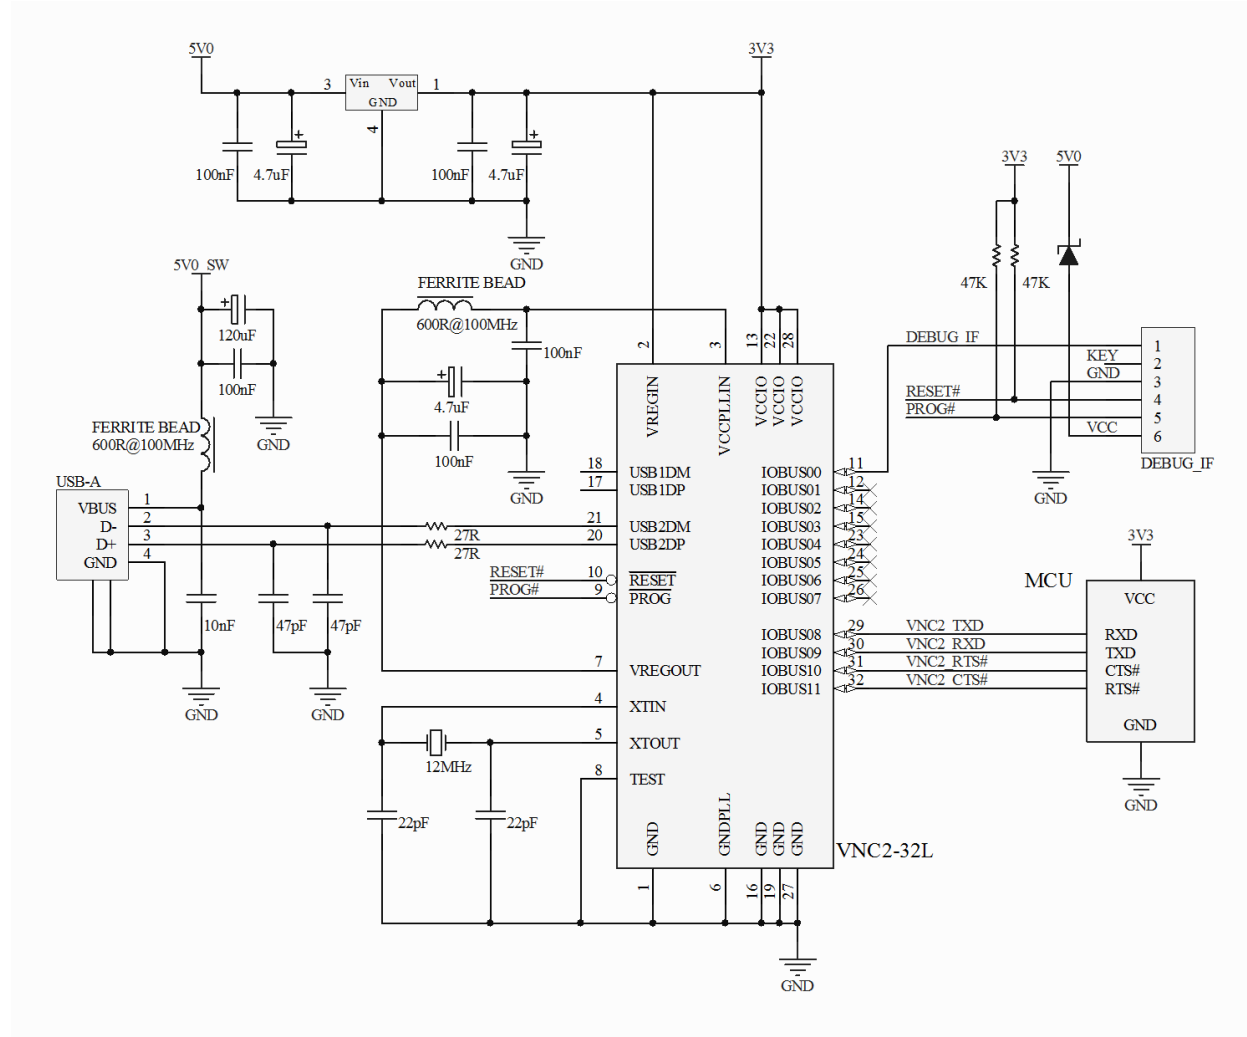 5V0
3V3
3 Vin Vout 1
GND
4
100nF 4.7uF 100nF 4.7uF
GND
3V3 5V0
47K 47K
5V0_SW
120uF
100nF
GND
FERRITE BEAD
600R@100MHz
FERRITE BEAD
600R@100MHz
100nF
4.7uF
100nF
GND
DEBUG_IF 1
KEY 2
GND 3
RESET# 4
PROG# 5
VCC 6
DEBUG_IF
GND
USB-A
VBUS 1
D- 2
D+ 3
GND 4
27R
27R
10nF 47pF 47pF
GND GND
2 3 13 22 28
VREGIN VCCPLLIN VCCIO VCCIO VCCIO
18 USB1DM IOBUS00 11
17 USB1DP IOBUS01 12
IOBUS02 14
21 USB2DM IOBUS03 15
20 USB2DP IOBUS04 23
IOBUS05 24
RESET# 10 RESET IOBUS06 25
PROG# 9 PROG IOBUS07 26
IOBUS08 29 VNC2_TXD
IOBUS09 30 VNC2_RXD
7 VREGOUT IOBUS10 31 VNC2_RTS#
IOBUS11 32 VNC2_CTS#
4 XTIN
5 XTOUT
8 TEST
12MHz
22pF 22pF
GND GNDPLL GND GND GND
VNC2-32L
1 6 16 19 27
GND
3V3
MCU
VCC
RXD
TXD
CTS#
RTS#
GND
GND